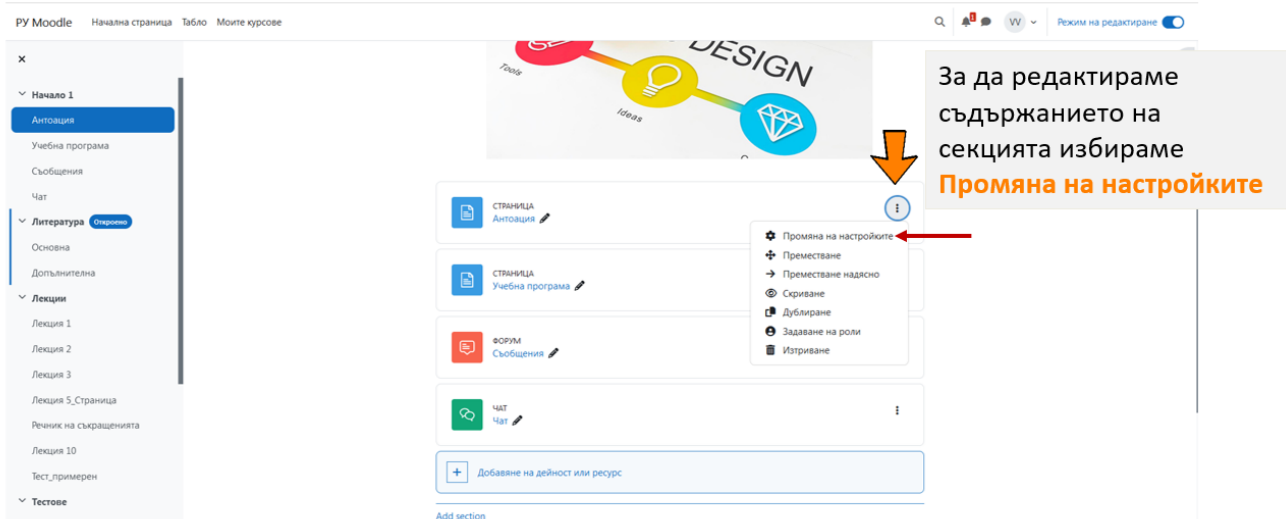 РУ Moodle Начална страница Табло Моите курсове
1 VV Режим на редактиране
Начало 1
Антоация
Учебна програма
Съобщения
Чат
Литература Откроено
Основна
Допълнителна
Лекции
Лекция 1
Лекция 2
Лекция 3
Лекция 5_Страница
Речник на съкращенията
Лекция 10
Тест_примерен
Тестове
DESIGN
Tools
Ideas
СТРАНИЦА
Антоация
Промяна на настройките
Преместване
Преместване надясно
Скриване
Дублиране
Задаване на роли
Изтриване
СТРАНИЦА
Учебна програма
ФОРУМ
Съобщения
ЧАТ
Чат
Добавяне на дейност или ресурс
Add section
За да редактираме
съдържанието на
секцията избираме
Промяна на настройките